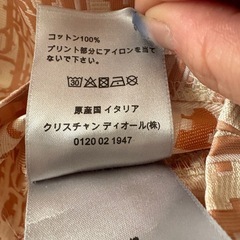 コットン100%
プリント部分にアイロンを当て
ないで下さい。
原産国 イタリア
クリスチャン ディオール(株)
0120 02 1947